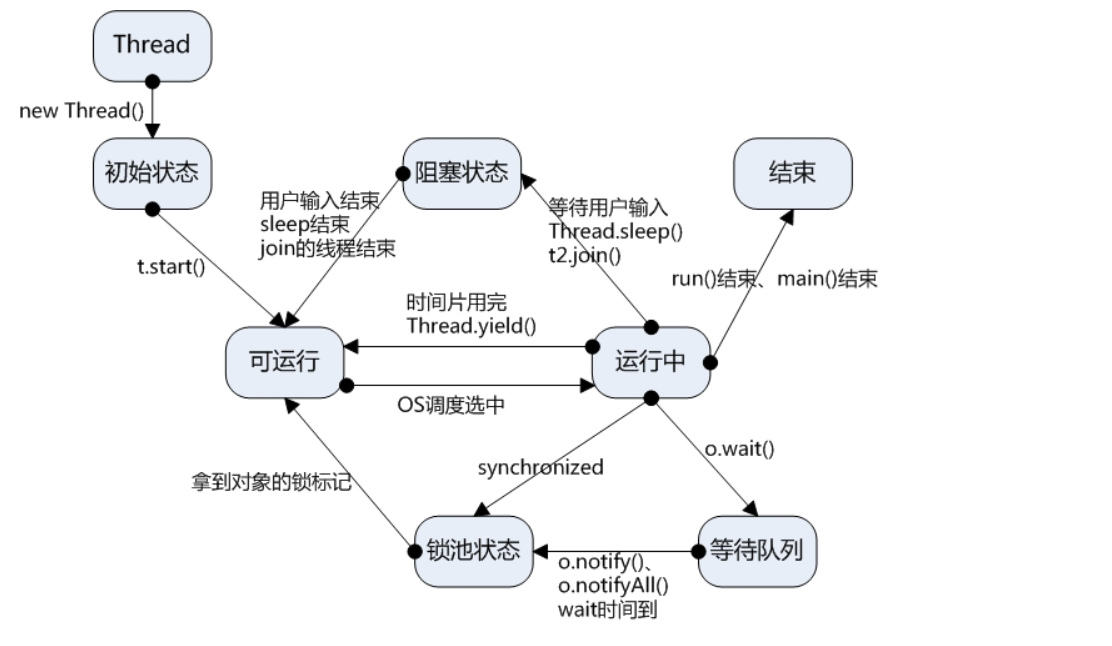 Thread
new Thread()
初始状态
阻塞状态
结束
用户输入结束
sleep结束
join的线程结束
等待用户输入
Thread.sleep()
t2.join()
t.start()
run()结束、main()结束
时间片用完
Thread.yield()
可运行
运行中
OS调度选中
synchronized
o.wait()
拿到对象的锁标记
锁池状态
等待队列
o.notify()、
o.notifyAll()
wait时间到